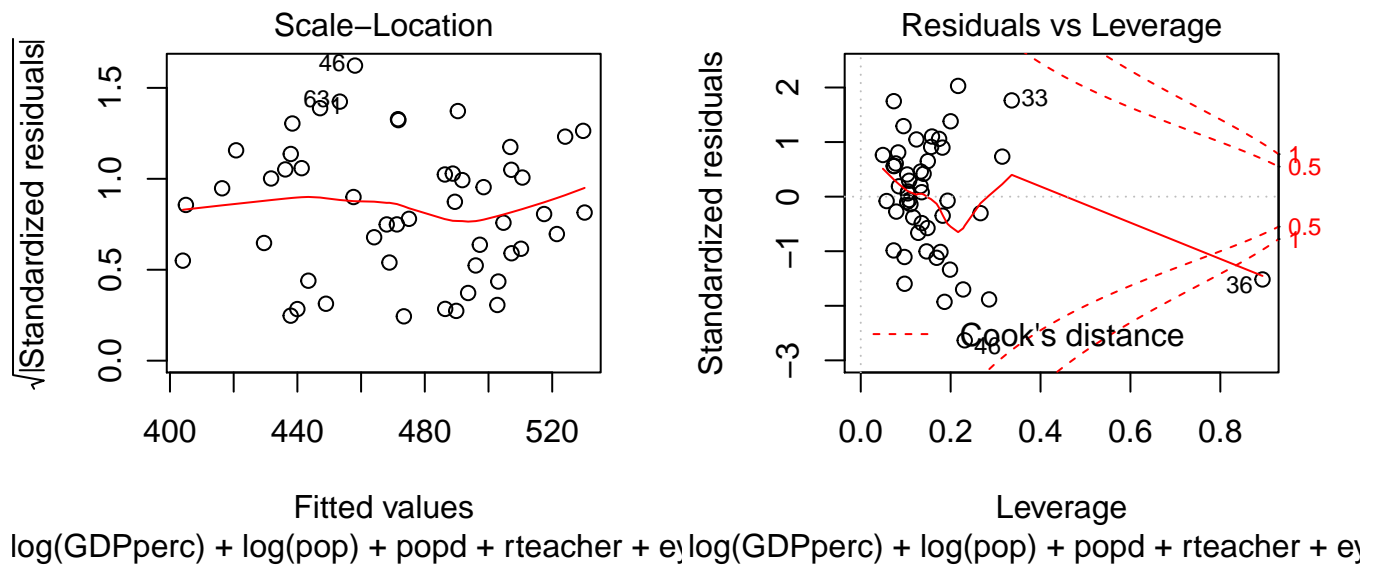 Scale−Location
√|Standardized residuals|
0.0 0.5 1.0 1.5
46
63
1
400 440 480 520
Fitted values
log(GDPperc) + log(pop) + popd + rteacher + ey
Residuals vs Leverage
Standardized residuals
−3 −1 0 1 2
33
36
46
Cook's distance
1
0.5
0.5
1
0.0 0.2 0.4 0.6 0.8
Leverage
log(GDPperc) + log(pop) + popd + rteacher + ey